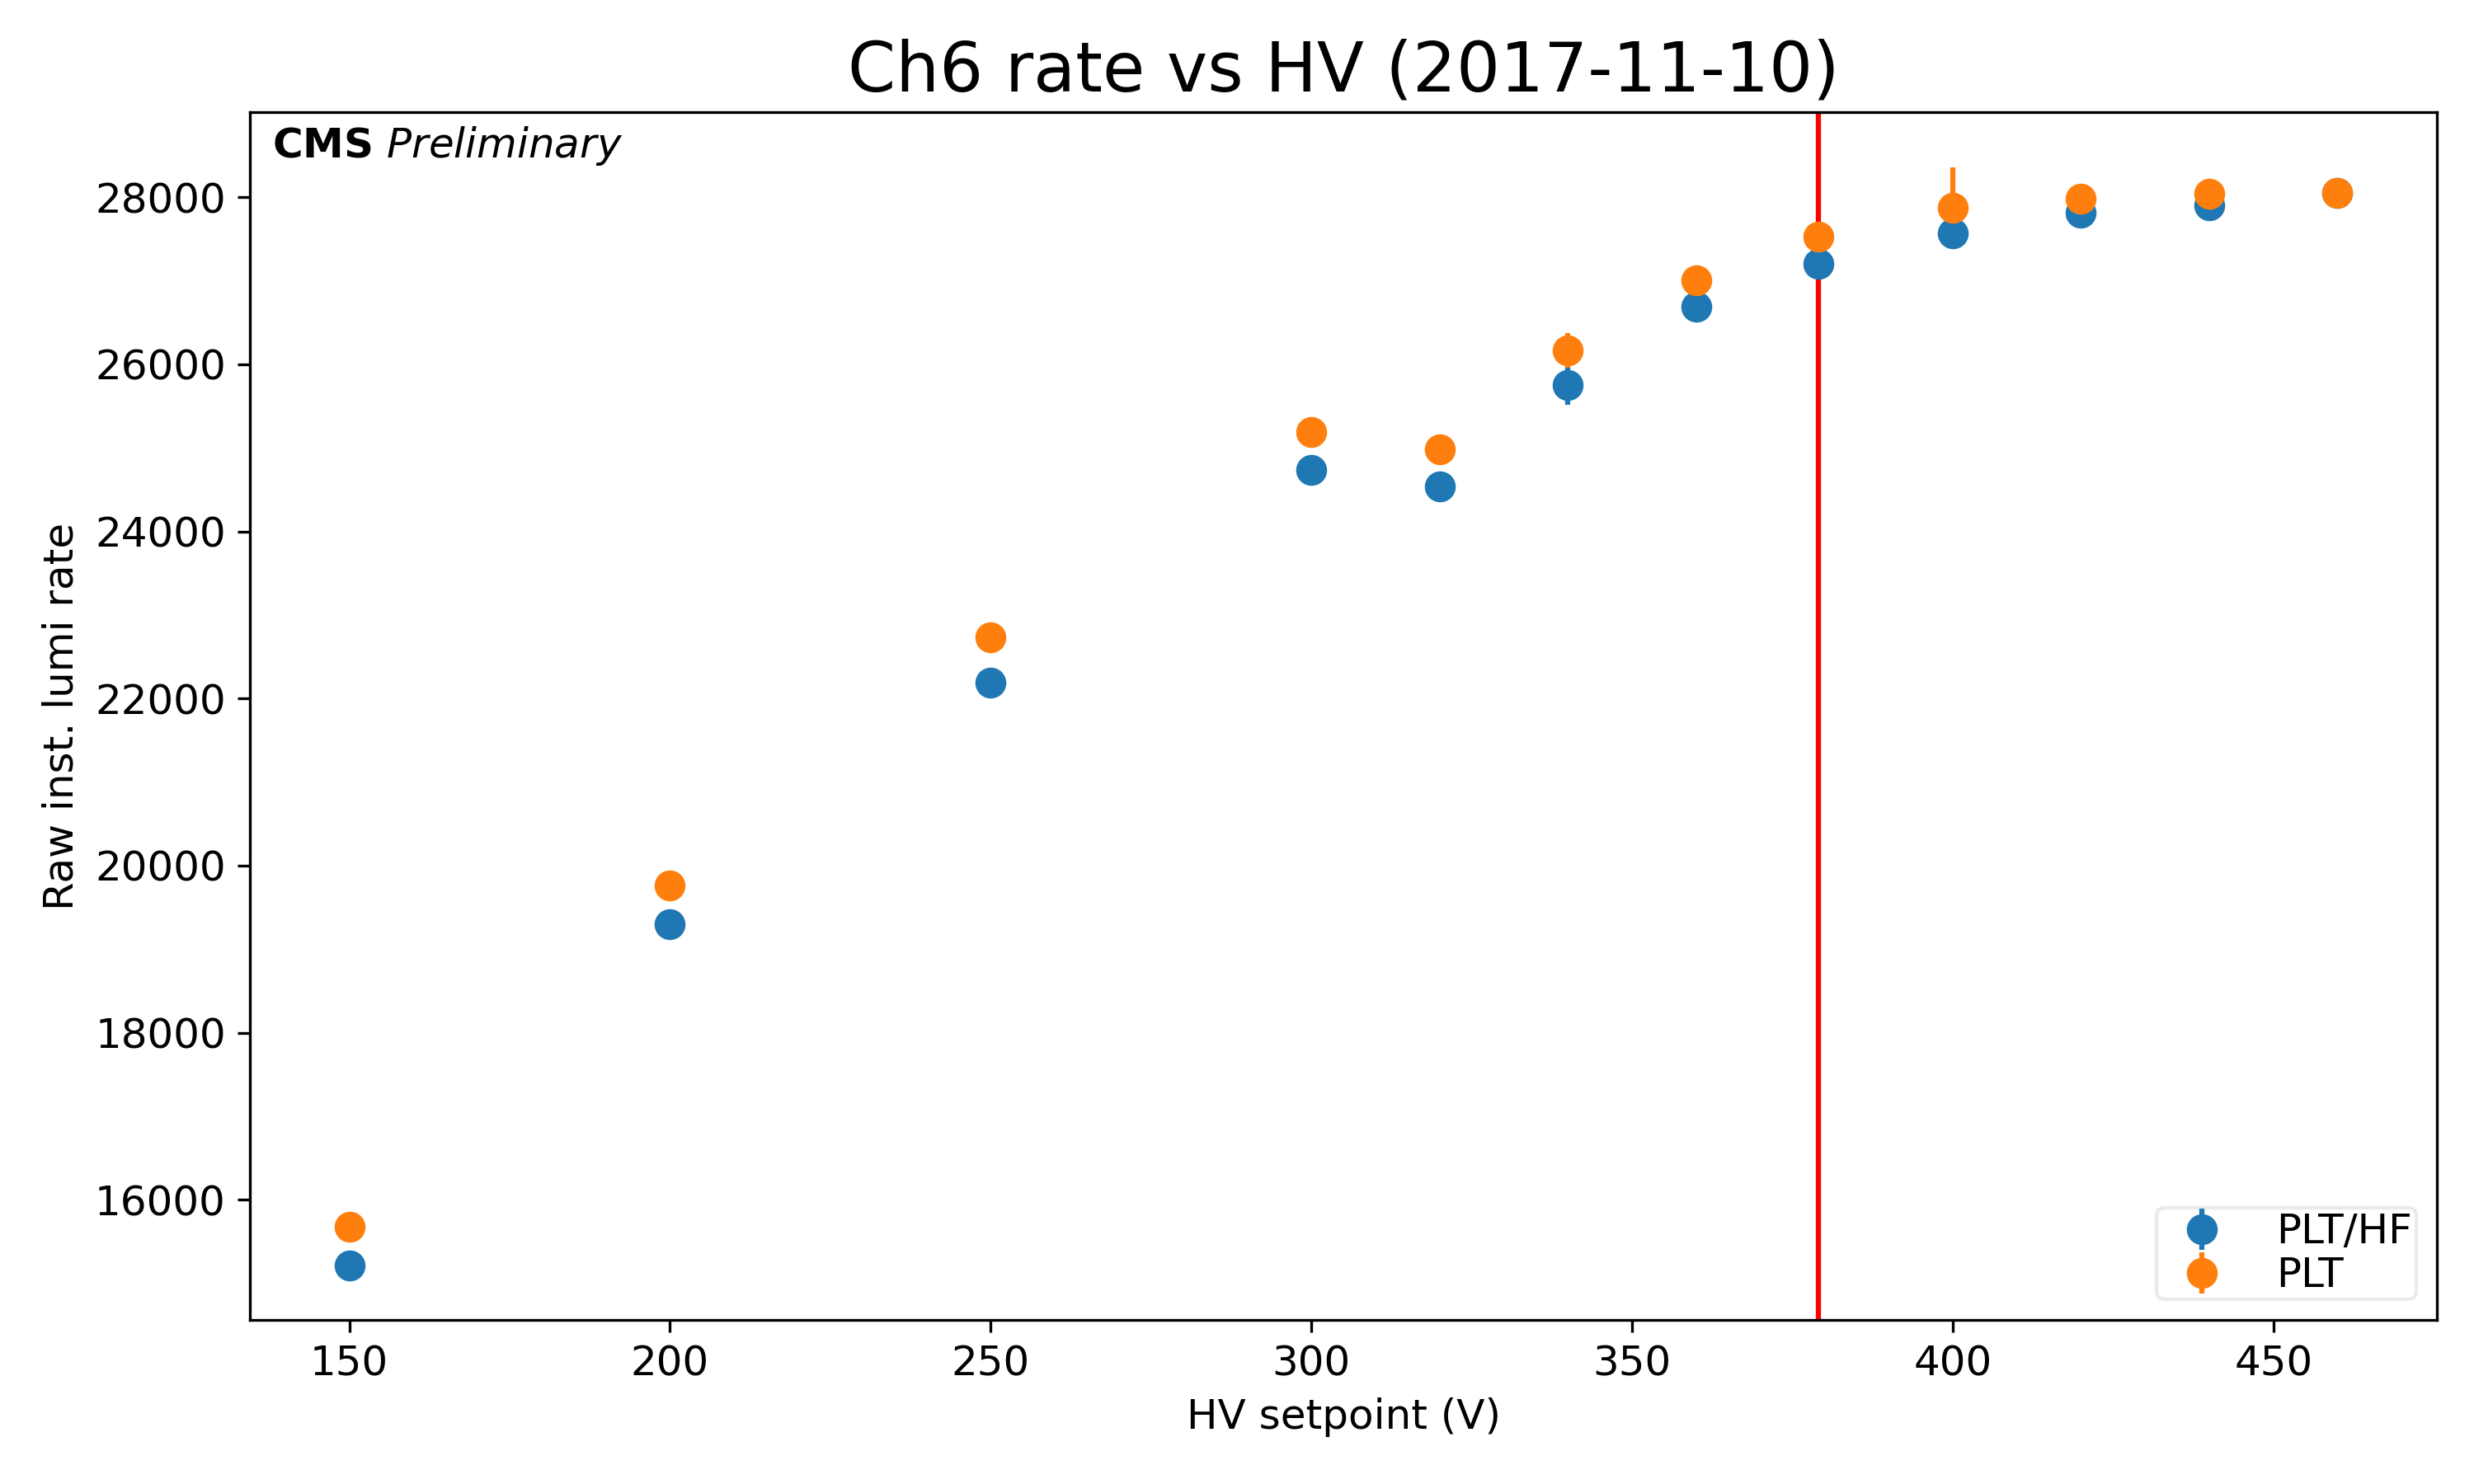 Ch6 rate vs HV (2017-11-10)
CMS Preliminary
28000
26000
24000
22000
20000
18000
16000
Raw inst. lumi rate
PLT/HF
PLT
150 200 250 300 350 400 450
HV setpoint (V)